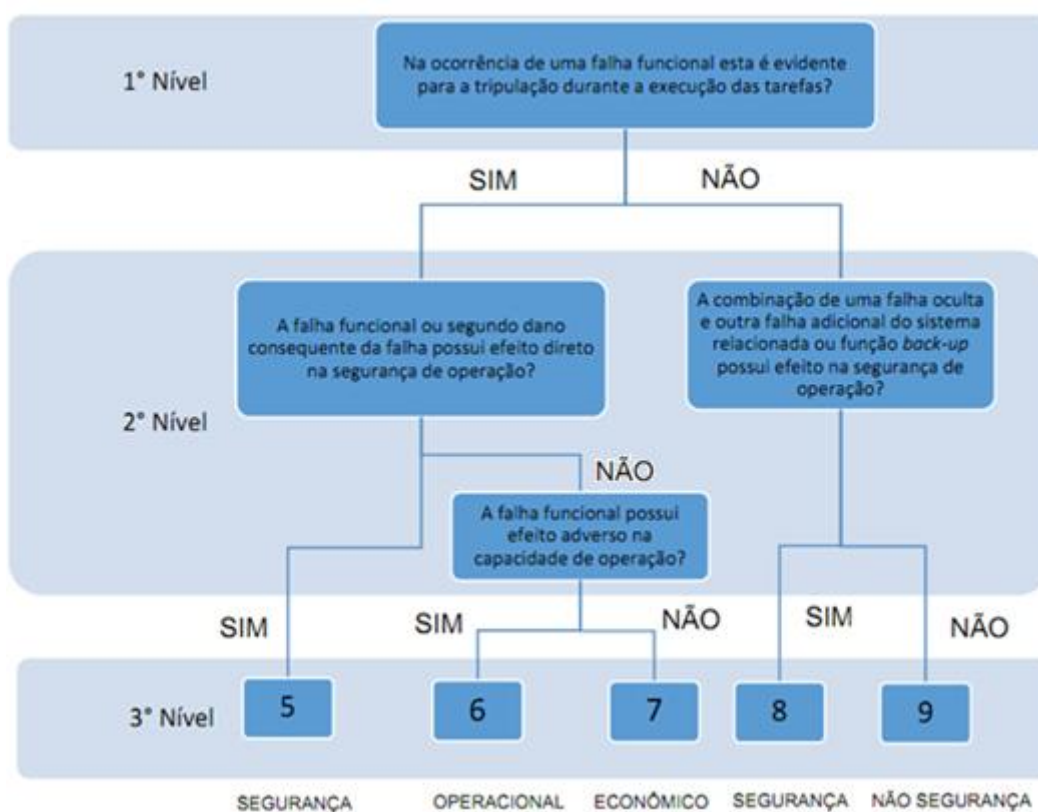 1° Nível
Na ocorrência de uma falha funcional esta é evidente
para a tripulação durante a execução das tarefas?
SIM
NÃO
2° Nível
A falha funcional ou segundo dano
consequente da falha possui efeito direto
na segurança de operação?
A combinação de uma falha oculta
e outra falha adicional do sistema
relacionada ou função back-up
possui efeito na segurança de
operação?
NÃO
A falha funcional possui
efeito adverso na
capacidade de operação?
SIM
SIM
NÃO
SIM
NÃO
3° Nível
5
6
7
8
9
SEGURANÇA
OPERACIONAL
ECONÔMICO
SEGURANÇA
NÃO SEGURANÇA